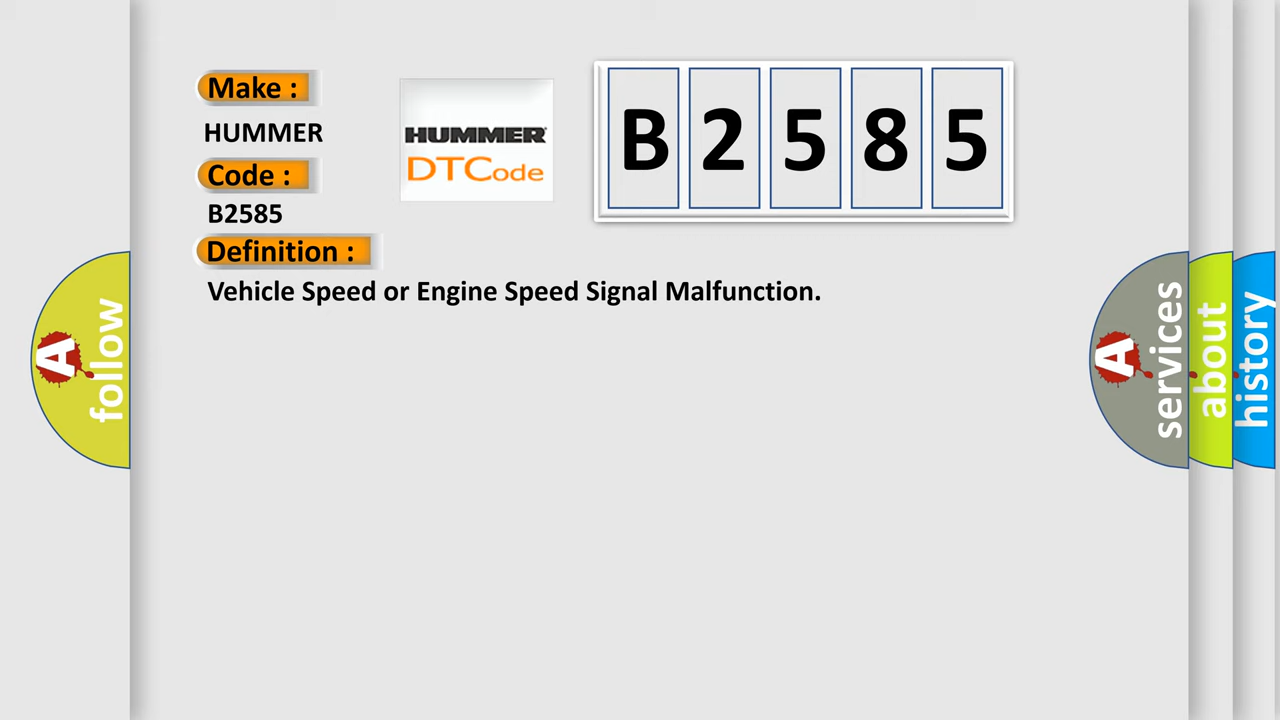 Make :
HUMMER
Code :
B2585
Definition :
Vehicle Speed or Engine Speed Signal Malfunction.
HUMMER
DTCode
B 2 5 8 5
A
follow
A
services
about
history